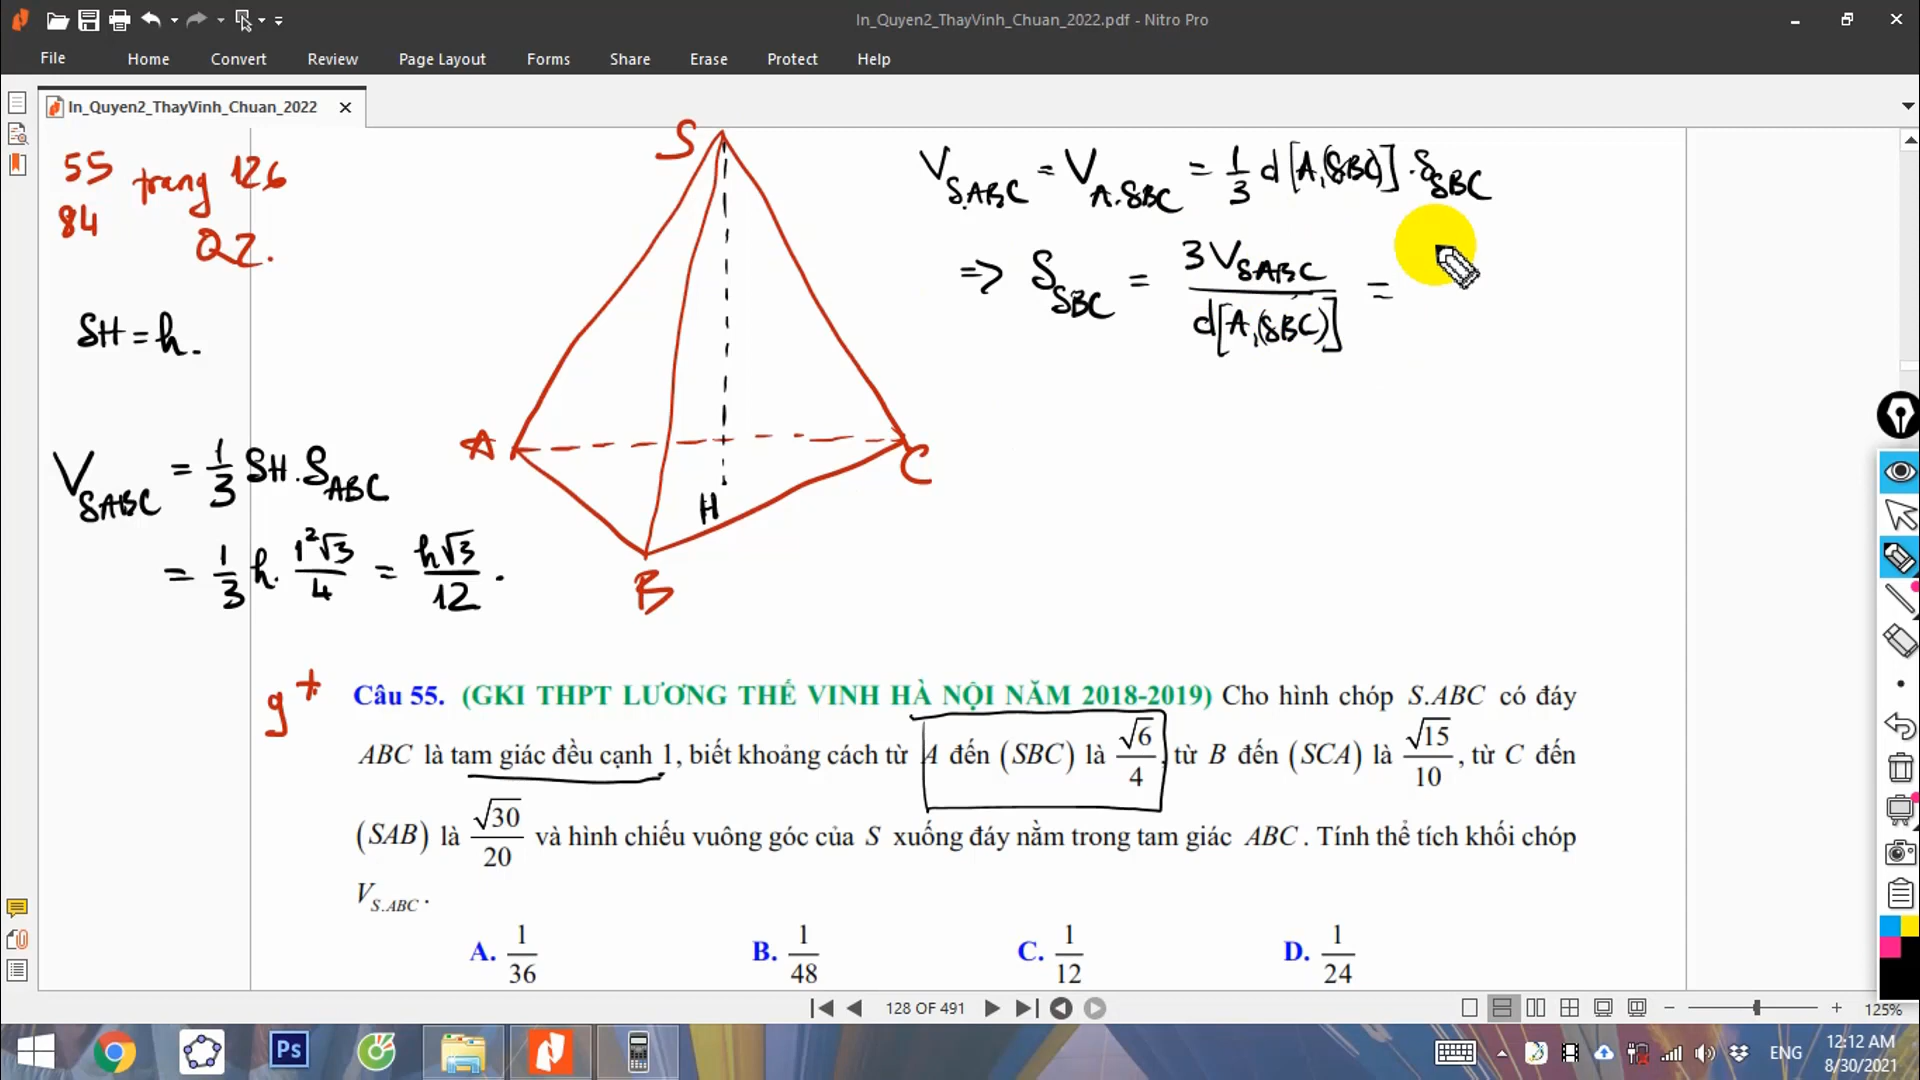 In_Quyen2_ThayVinh_Chuan_2022.pdf - Nitro Pro
File Home Convert Review Page Layout Forms Share Erase Protect Help
In_Quyen2_ThayVinh_Chuan_2022
55 trang 126
84 Q2.
SH = h.
V_SABC = 1/3 SH.S_ABC
= 1/3 h. 1²√3/4 = h√3/12.
S
A
B
C
H
V_S.ABC = V_A.SBC = 1/3 d[A,(SBC)].S_SBC
=> S_SBC = 3V_SABC / d[A,(SBC)] =
g+
Câu 55. (GKI THPT LƯƠNG THẾ VINH HÀ NỘI NĂM 2018-2019) Cho hình chóp S.ABC có đáy
ABC là tam giác đều cạnh 1, biết khoảng cách từ A đến (SBC) là √6/4, từ B đến (SCA) là √15/10, từ C đến
(SAB) là √30/20 và hình chiếu vuông góc của S xuống đáy nằm trong tam giác ABC. Tính thể tích khối chóp
V_S.ABC.
A. 1/36 B. 1/48 C. 1/12 D. 1/24
128 OF 491
125%
Ps
ENG
12:12 AM
8/30/2021